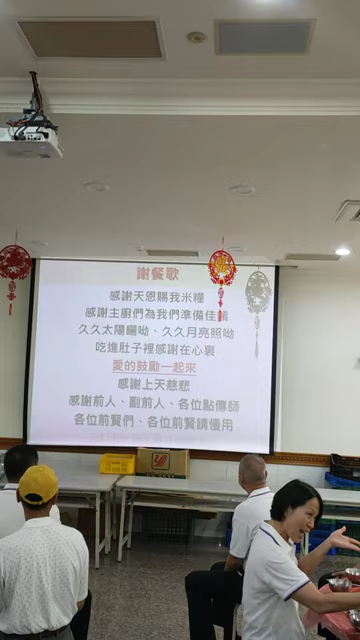 謝餐歌
感謝天恩賜我米糧
感謝主廚們為我們準備佳餚
久久太陽曬呦、久久月亮照呦
吃進肚子裡感謝在心裏
愛的鼓勵一起來
感謝上天慈悲
感謝前人、副前人、各位點傳師
各位前賢們、各位前賢請慢用